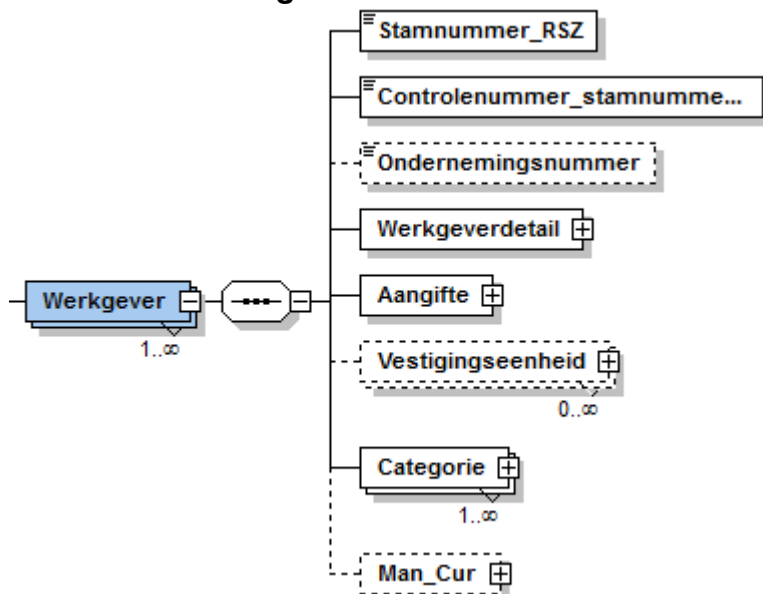 Stamnummer_RSZ
Controlenummer_stamnumme...
Ondernemingsnummer
Werkgeverdetail
Werkgever
1..∞
Aangifte
Vestigingseenheid
0..∞
Categorie
1..∞
Man_Cur